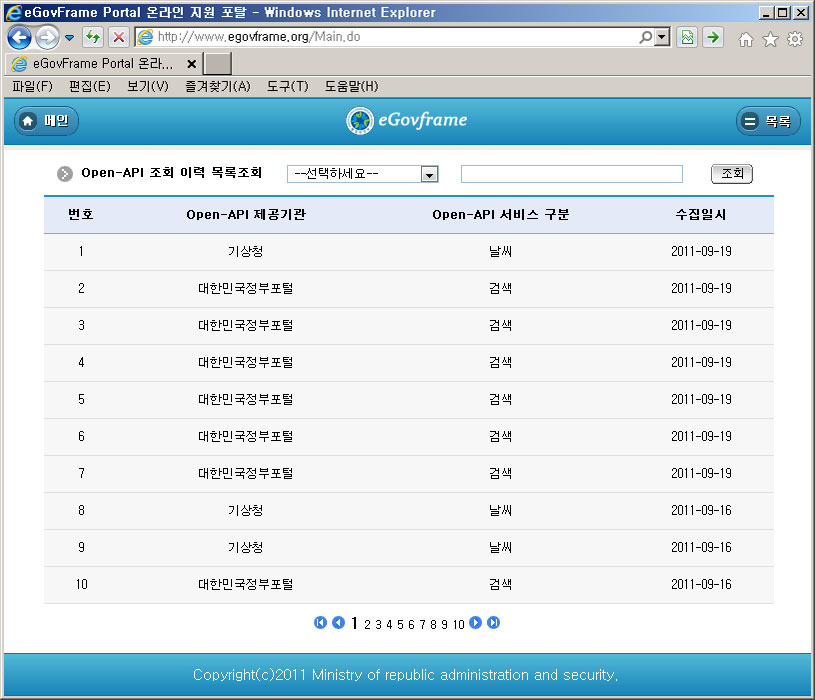 eGovFrame Portal 온라인 지원 포탈 - Windows Internet Explorer
http://www.egovframe.org/Main.do
eGovFrame Portal 온라...
파일(F) 편집(E) 보기(V) 즐겨찾기(A) 도구(T) 도움말(H)
메인 eGovframe 목록
Open-API 조회 이력 목록조회 --선택하세요-- 조회
번호 Open-API 제공기관 Open-API 서비스 구분 수집일시
1 기상청 날씨 2011-09-19
2 대한민국정부포털 검색 2011-09-19
3 대한민국정부포털 검색 2011-09-19
4 대한민국정부포털 검색 2011-09-19
5 대한민국정부포털 검색 2011-09-19
6 대한민국정부포털 검색 2011-09-19
7 대한민국정부포털 검색 2011-09-19
8 기상청 날씨 2011-09-16
9 기상청 날씨 2011-09-16
10 대한민국정부포털 검색 2011-09-16
1 2 3 4 5 6 7 8 9 10
Copyright(c)2011 Ministry of republic administration and security.